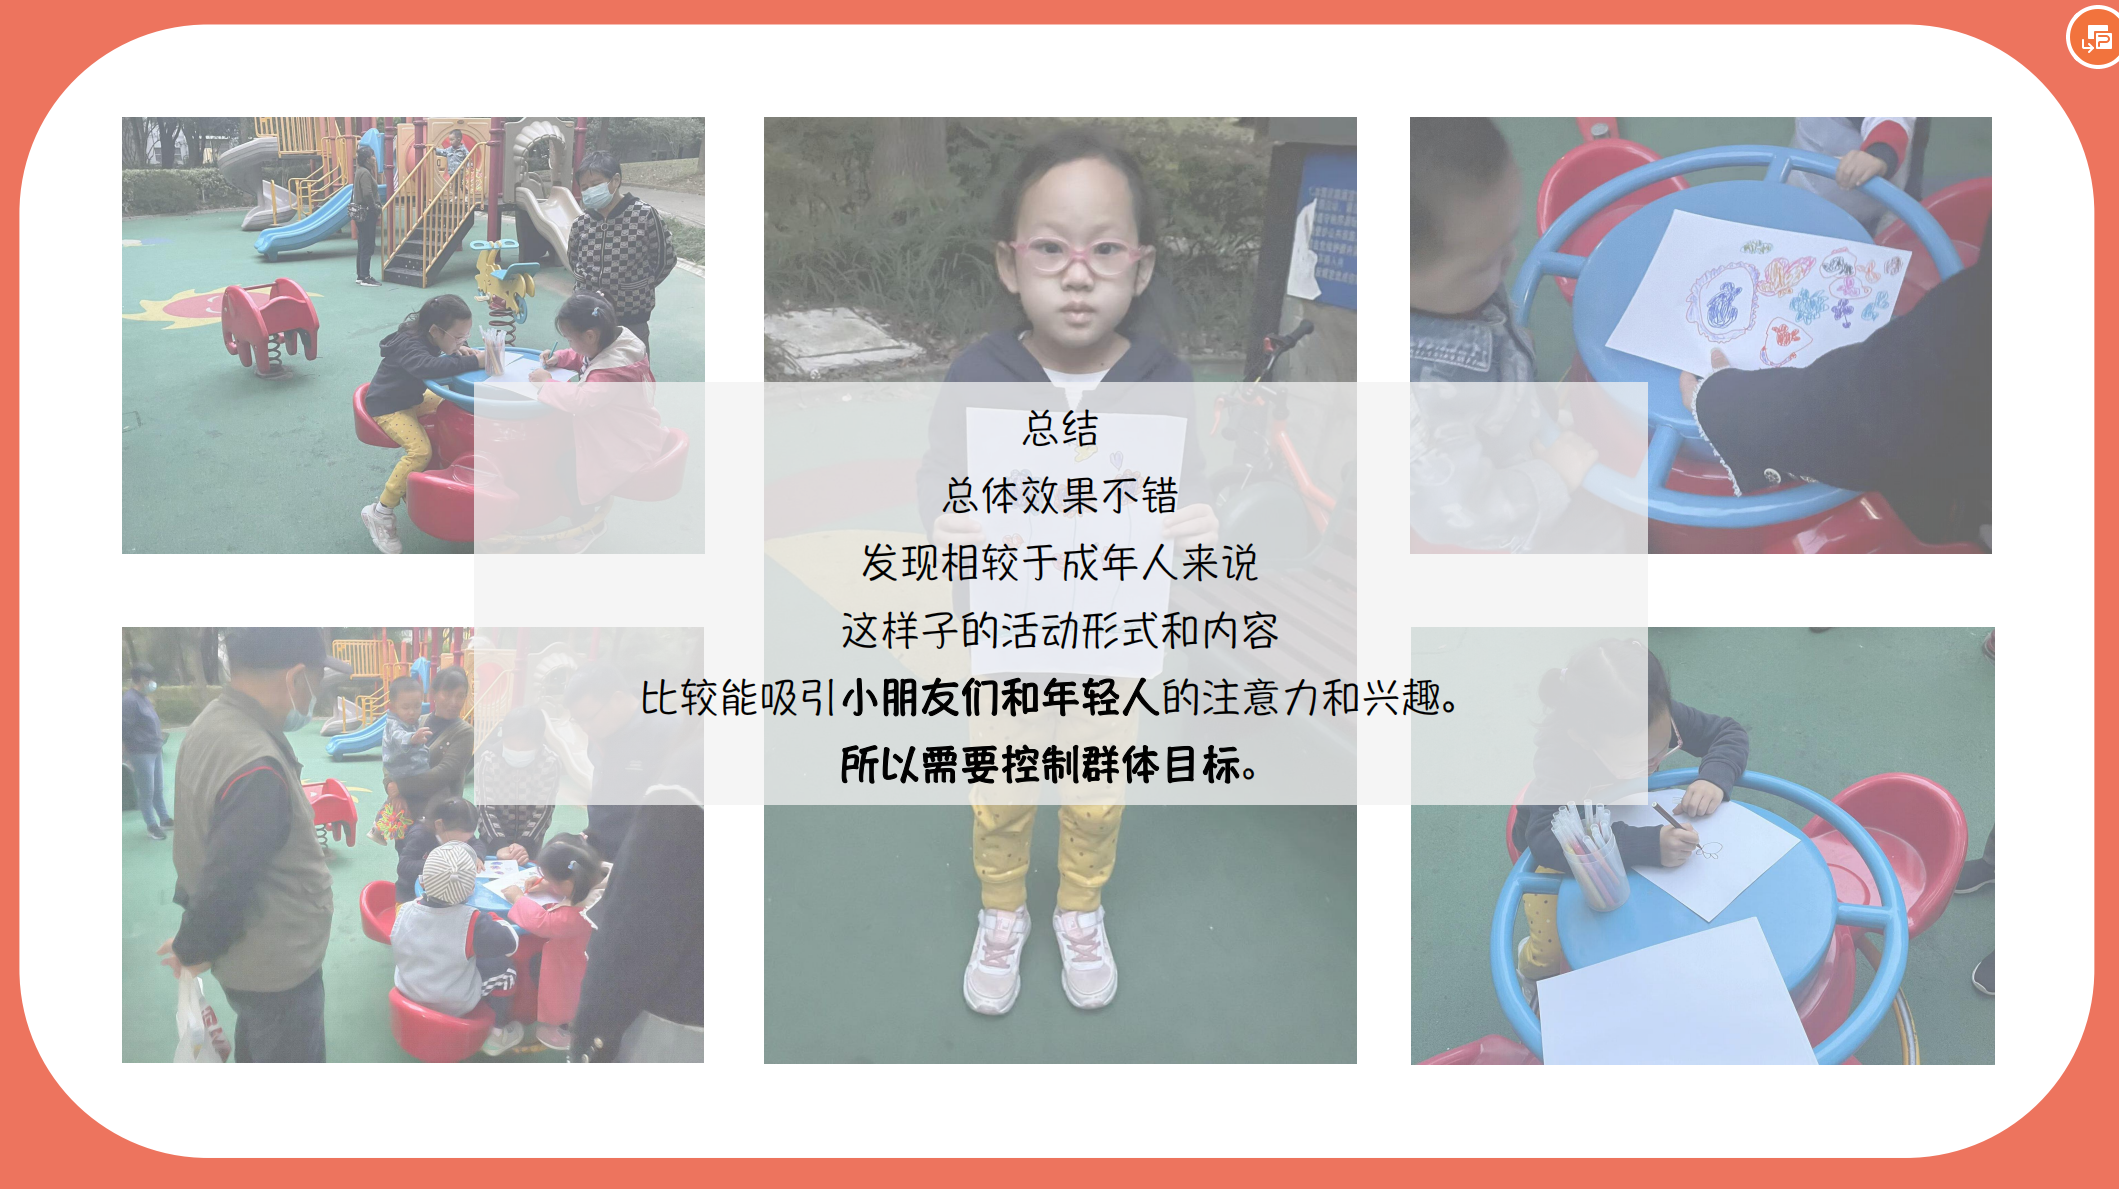 总结
总体效果不错
发现相较于成年人来说
这样子的活动形式和内容
比较能吸引小朋友们和年轻人的注意力和兴趣。
所以需要控制群体目标。